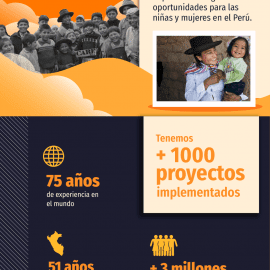 oportunidades para las
niñas y mujeres en el Perú.
Tenemos
+ 1000
proyectos
implementados
75 años
de experiencia en
el mundo
51 años
+ 3 millones